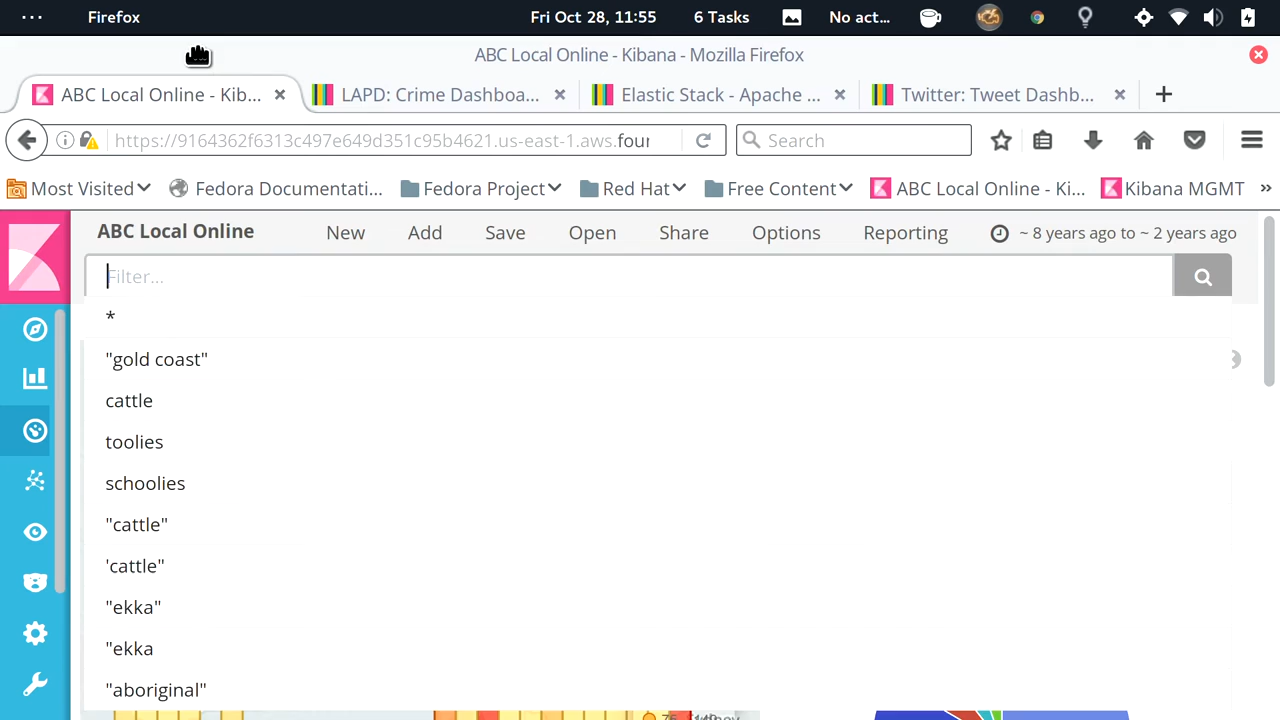 Firefox Fri Oct 28, 11:55 6 Tasks No act...
ABC Local Online - Kibana - Mozilla Firefox
ABC Local Online - Kib... LAPD: Crime Dashboa... Elastic Stack - Apache ... Twitter: Tweet Dashb...
https://9164362f6313c497e649d351c95b4621.us-east-1.aws.four Search
Most Visited Fedora Documentati... Fedora Project Red Hat Free Content ABC Local Online - Ki... Kibana MGMT »
ABC Local Online New Add Save Open Share Options Reporting ~ 8 years ago to ~ 2 years ago
Filter...
*
"gold coast"
cattle
toolies
schoolies
"cattle"
'cattle"
"ekka"
"ekka
"aboriginal"